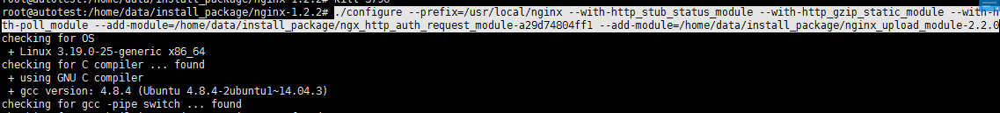 root@autotest:/home/data/install_package/nginx-1.2.2# kill 3796
root@autotest:/home/data/install_package/nginx-1.2.2# ./configure --prefix=/usr/local/nginx --with-http_stub_status_module --with-http_gzip_static_module --with-h
th-poll_module --add-module=/home/data/install_package/ngx_http_auth_request_module-a29d74804ff1 --add-module=/home/data/install_package/nginx_upload_module-2.2.0
checking for OS
 + Linux 3.19.0-25-generic x86_64
checking for C compiler ... found
 + using GNU C compiler
 + gcc version: 4.8.4 (Ubuntu 4.8.4-2ubuntu1~14.04.3)
checking for gcc -pipe switch ... found